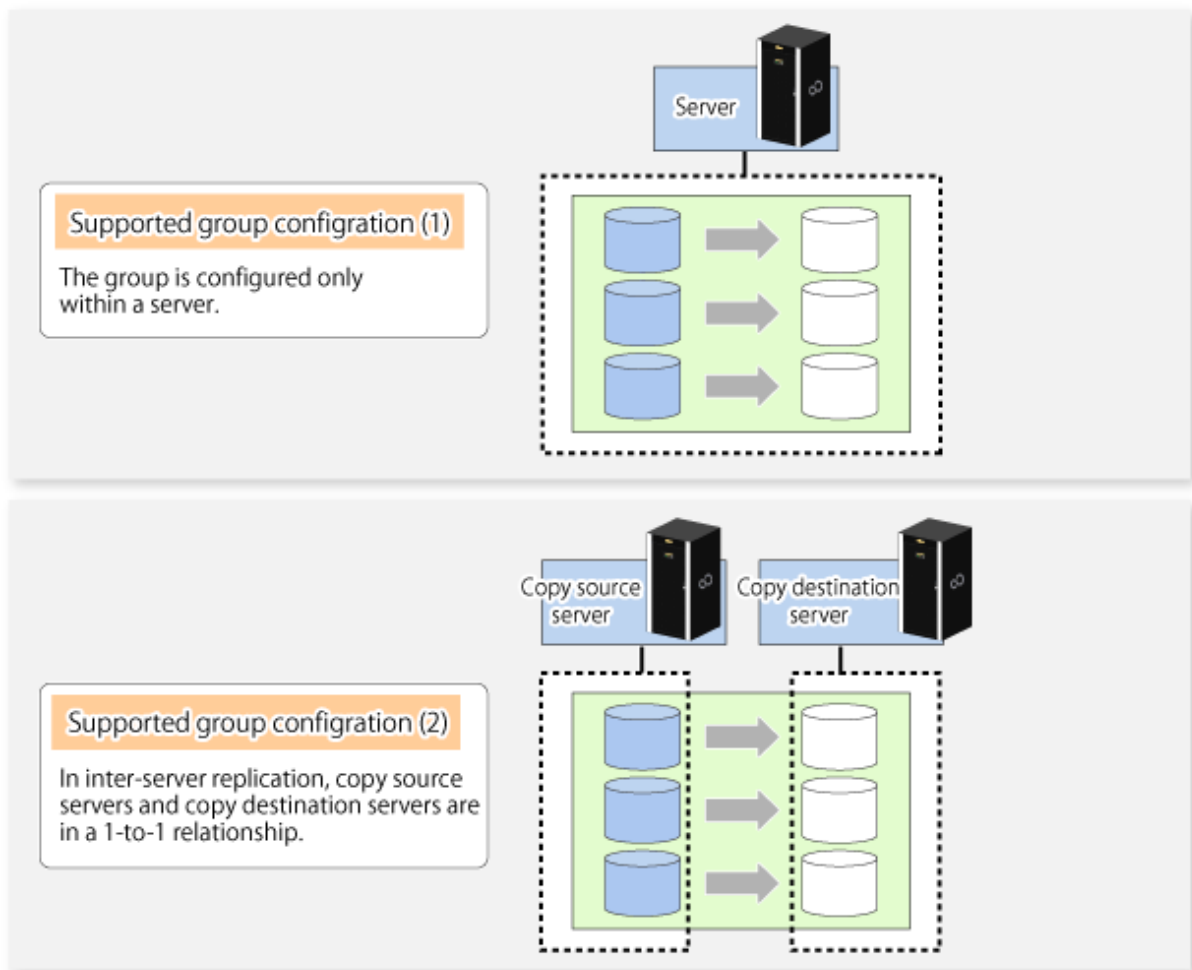 Server
Supported group configration (1)
The group is configured only
within a server.
Copy source
server
Copy destination
server
Supported group configration (2)
In inter-server replication, copy source
servers and copy destination servers are
in a 1-to-1 relationship.